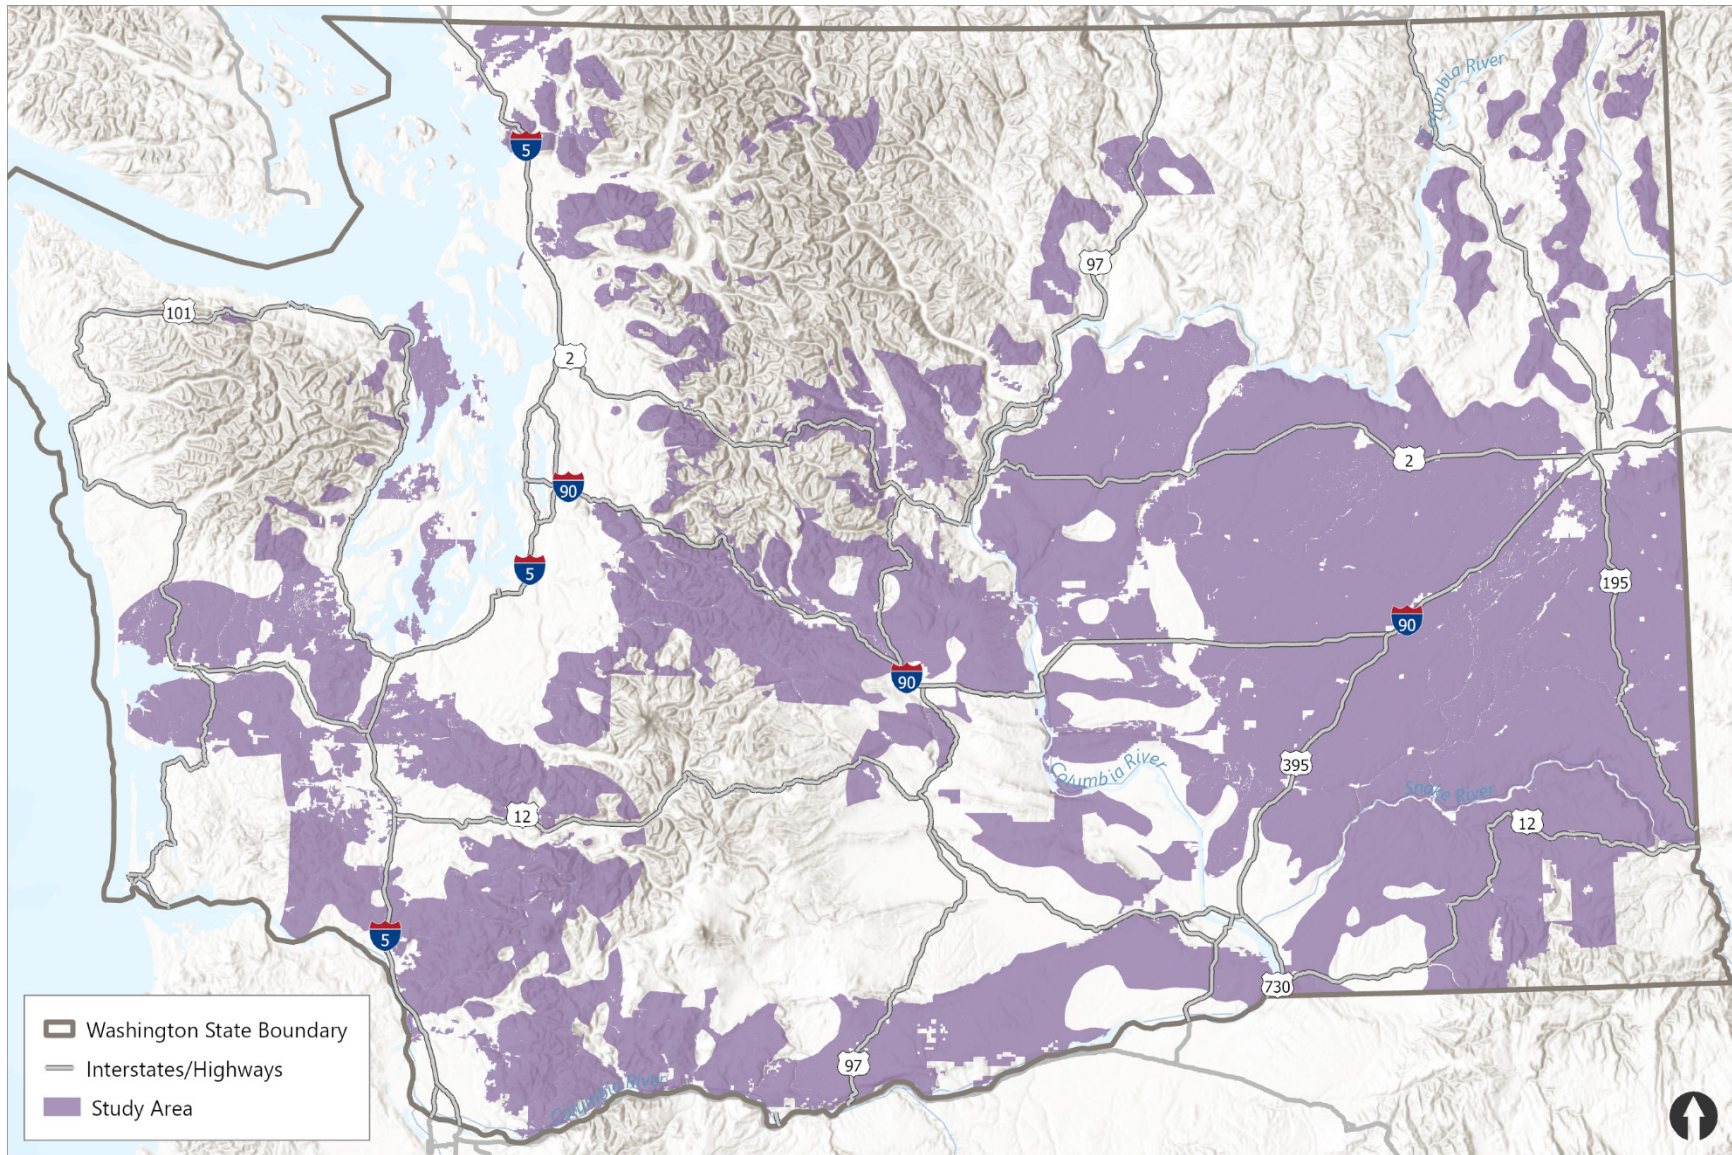 Columbia River
5
97
101
2
2
90
5
195
90
90
Columbia River
395
Snake River
12
12
5
730
97
Columbia River
Washington State Boundary
Interstates/Highways
Study Area